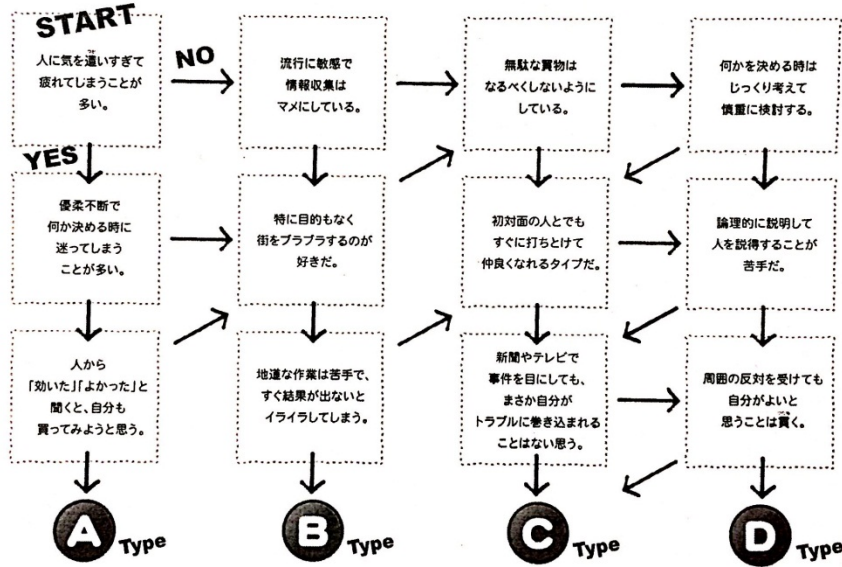 START
人に気を遣いすぎて
疲れてしまうことが
多い。
NO
流行に敏感で
情報収集は
マメにしている。
無駄な買物は
なるべくしないように
している。
何かを決める時は
じっくり考えて
慎重に検討する。
YES
優柔不断で
何か決める時に
迷ってしまう
ことが多い。
特に目的もなく
街をブラブラするのが
好きだ。
初対面の人とでも
すぐに打ちとけて
仲良くなれるタイプだ。
論理的に説明して
人を説得することが
苦手だ。
人から
「効いた」「よかった」と
聞くと、自分も
買ってみようと思う。
地道な作業は苦手で、
すぐ結果が出ないと
イライラしてしまう。
新聞やテレビで
事件を目にしても、
まさか自分が
トラブルに巻き込まれる
ことはない思う。
周囲の反対を受けても
自分がよいと
思うことは貫く。
A Type
B Type
C Type
D Type